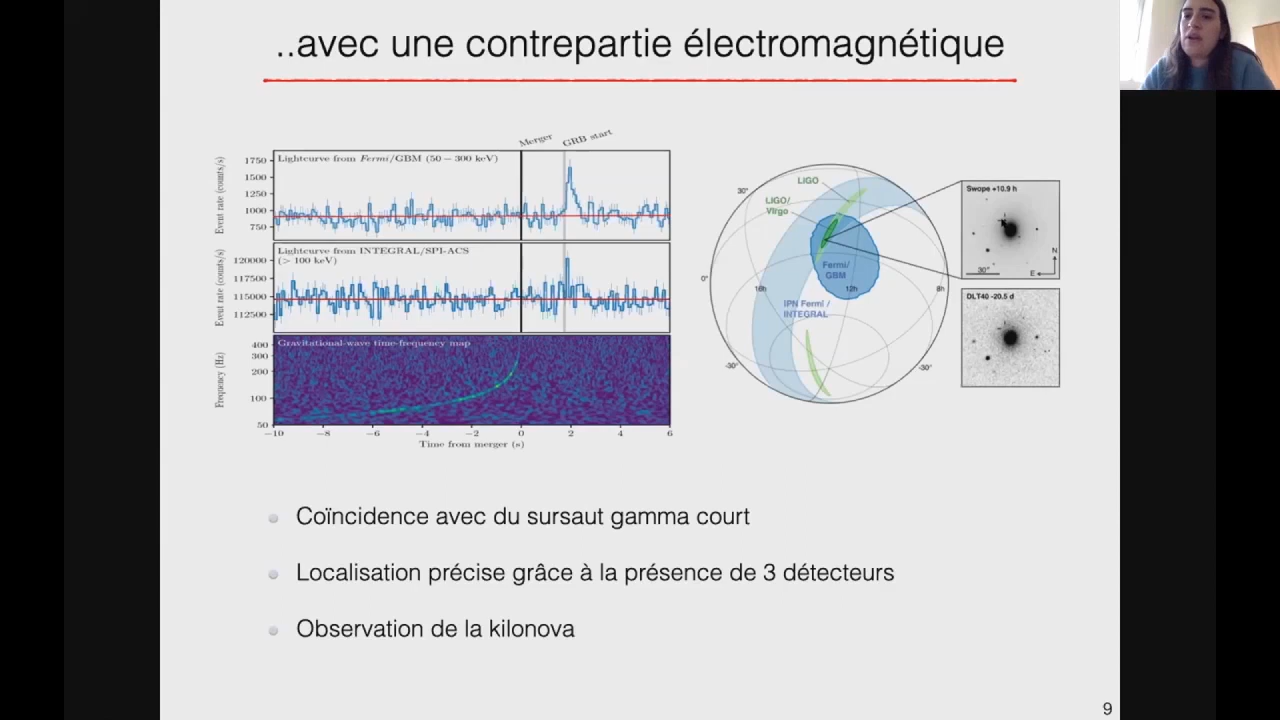 ..avec une contrepartie électromagnétique
Merger
GRB start
Lightcurve from Fermi/GBM (50 − 300 keV)
Event rate (counts/s)
1750
1500
1250
1000
750
Lightcurve from INTEGRAL/SPI-ACS
(> 100 keV)
Event rate (counts/s)
120000
117500
115000
112500
Gravitational-wave time-frequency map
Frequency (Hz)
400
300
200
100
50
−10
−8
−6
−4
−2
0
2
4
6
Time from merger (s)
LIGO
LIGO/
Virgo
Fermi/
GBM
IPN Fermi /
INTEGRAL
30°
0°
-30°
-30°
16h
12h
8h
Swope +10.9 h
30"
N
E
DLT40 -20.5 d
Coïncidence avec du sursaut gamma court
Localisation précise grâce à la présence de 3 détecteurs
Observation de la kilonova
9